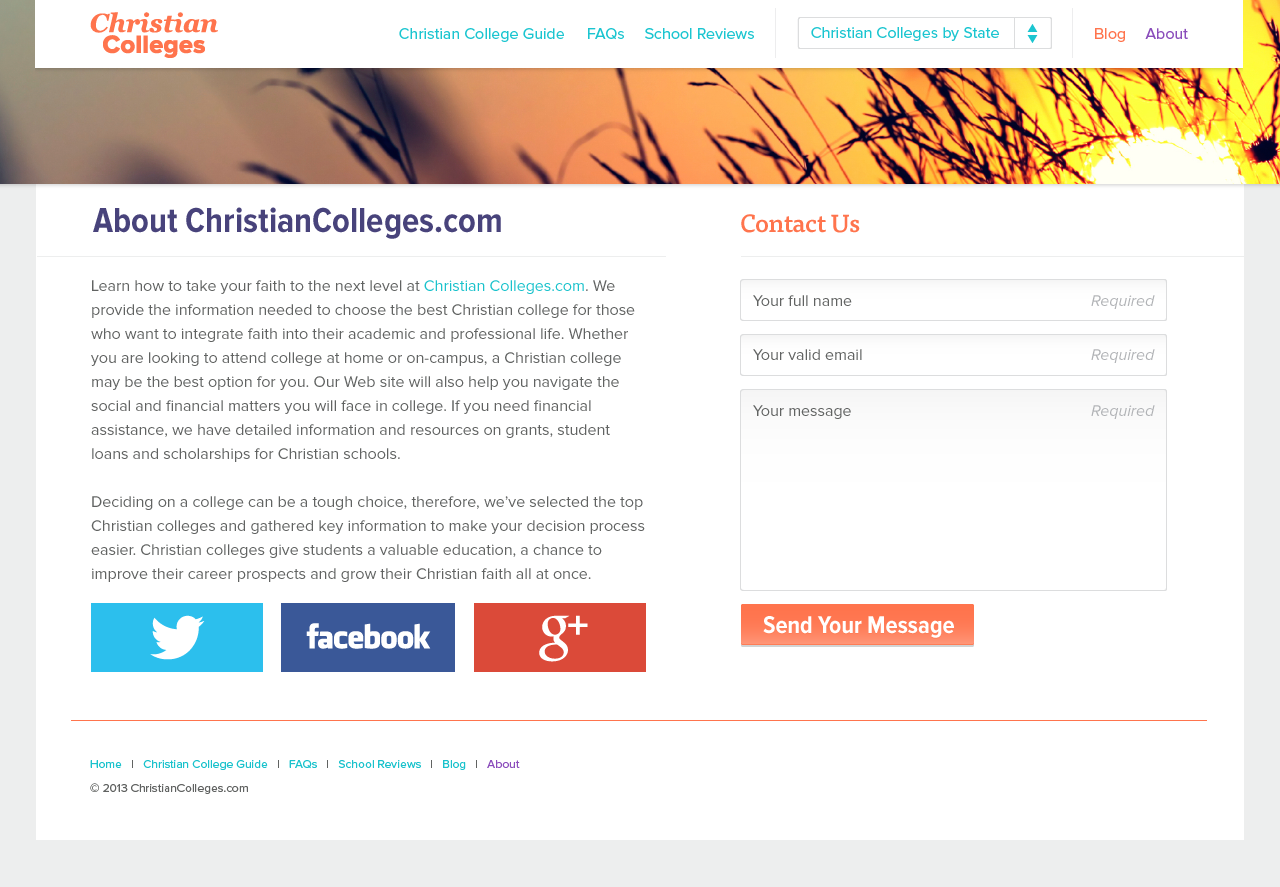 Christian
Colleges
Christian College Guide
FAQs
School Reviews
Christian Colleges by State
Blog
About
About ChristianColleges.com
Learn how to take your faith to the next level at Christian Colleges.com. We
provide the information needed to choose the best Christian college for those
who want to integrate faith into their academic and professional life. Whether
you are looking to attend college at home or on-campus, a Christian college
may be the best option for you. Our Web site will also help you navigate the
social and financial matters you will face in college. If you need financial
assistance, we have detailed information and resources on grants, student
loans and scholarships for Christian schools.
Deciding on a college can be a tough choice, therefore, we’ve selected the top
Christian colleges and gathered key information to make your decision process
easier. Christian colleges give students a valuable education, a chance to
improve their career prospects and grow their Christian faith all at once.
facebook
g+
Contact Us
Your full name Required
Your valid email Required
Your message Required
Send Your Message
Home | Christian College Guide | FAQs | School Reviews | Blog | About
© 2013 ChristianColleges.com